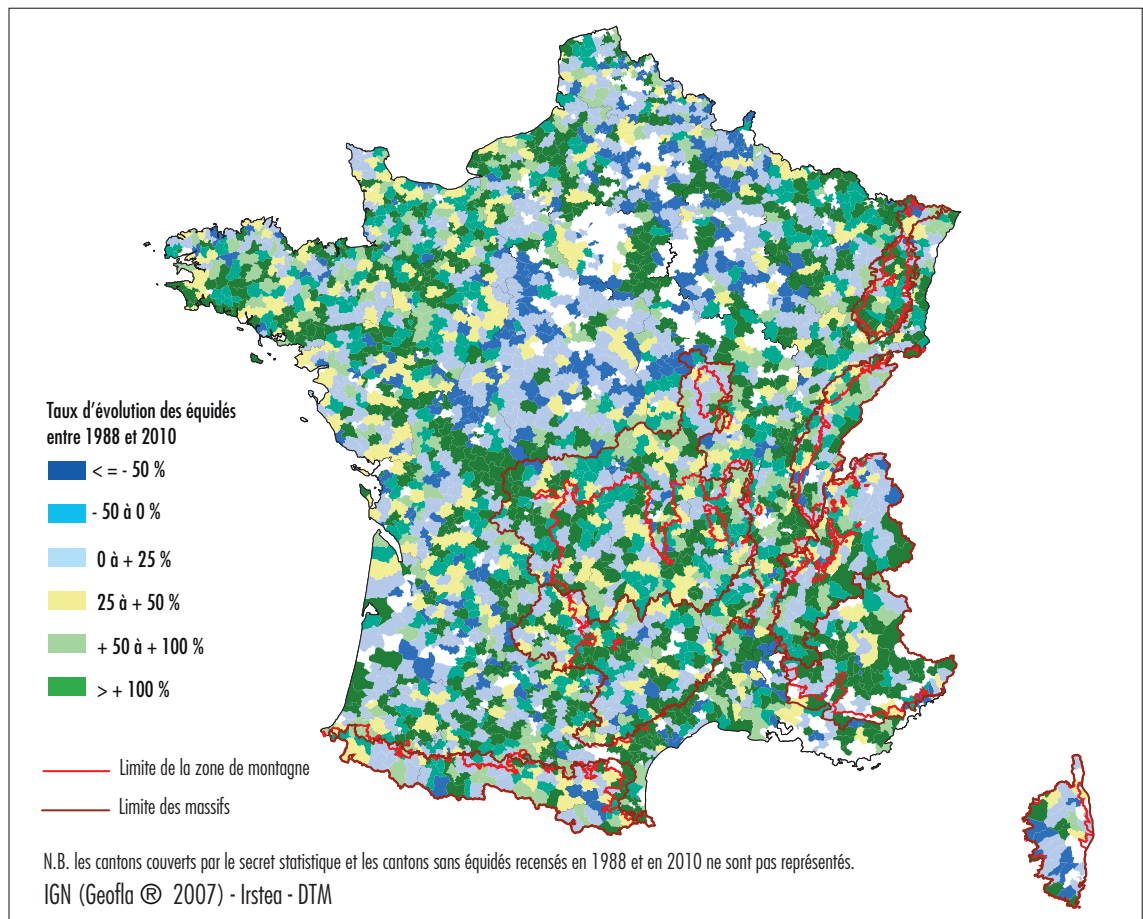 Taux d'évolution des équidés
entre 1988 et 2010
< = - 50 %
- 50 à 0 %
0 à + 25 %
25 à + 50 %
+ 50 à + 100 %
> + 100 %
Limite de la zone de montagne
Limite des massifs
N.B. les cantons couverts par le secret statistique et les cantons sans équidés recensés en 1988 et en 2010 ne sont pas représentés.
IGN (Geofla ® 2007) - Irstea - DTM